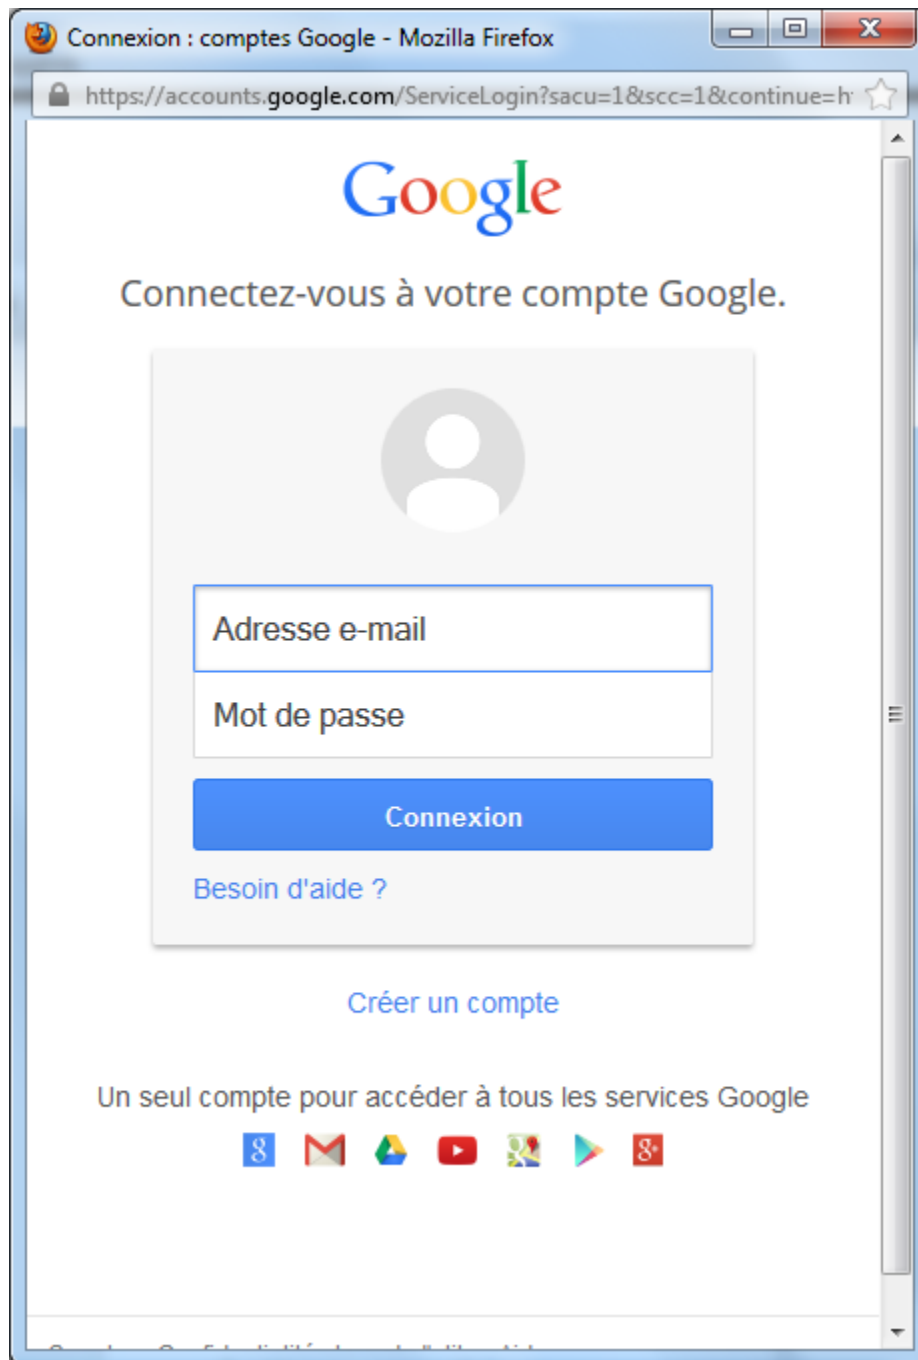 Connexion : comptes Google - Mozilla Firefox
https://accounts.google.com/ServiceLogin?sacu=1&scc=1&continue=h
Google
Connectez-vous à votre compte Google.
Adresse e-mail
Mot de passe
Connexion
Besoin d'aide ?
Créer un compte
Un seul compte pour accéder à tous les services Google